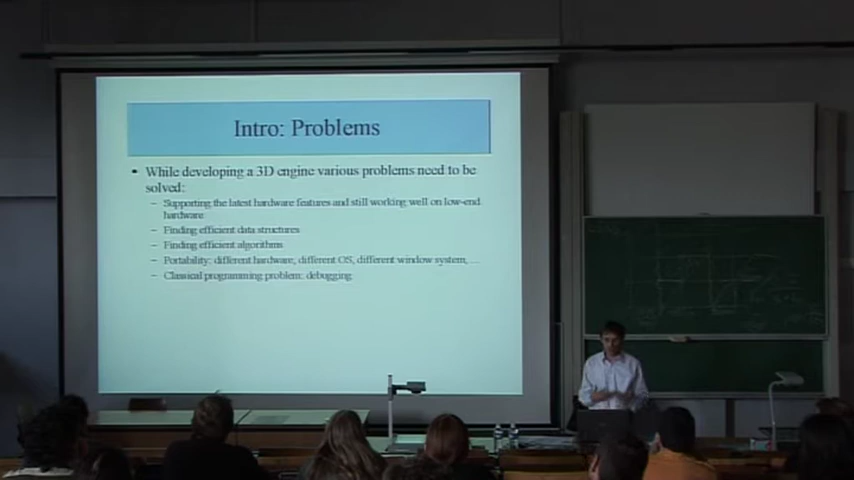 Intro: Problems
• While developing a 3D engine various problems need to be
solved:
– Supporting the latest hardware features and still working well on low-end
hardware
– Finding efficient data structures
– Finding efficient algorithms
– Portability: different hardware, different OS, different window system, ...
– Classical programming problem: debugging